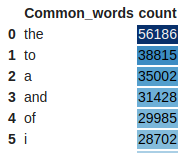 Common_words count
0 the 56186
1 to 38815
2 a 35002
3 and 31428
4 of 29985
5 i 28702